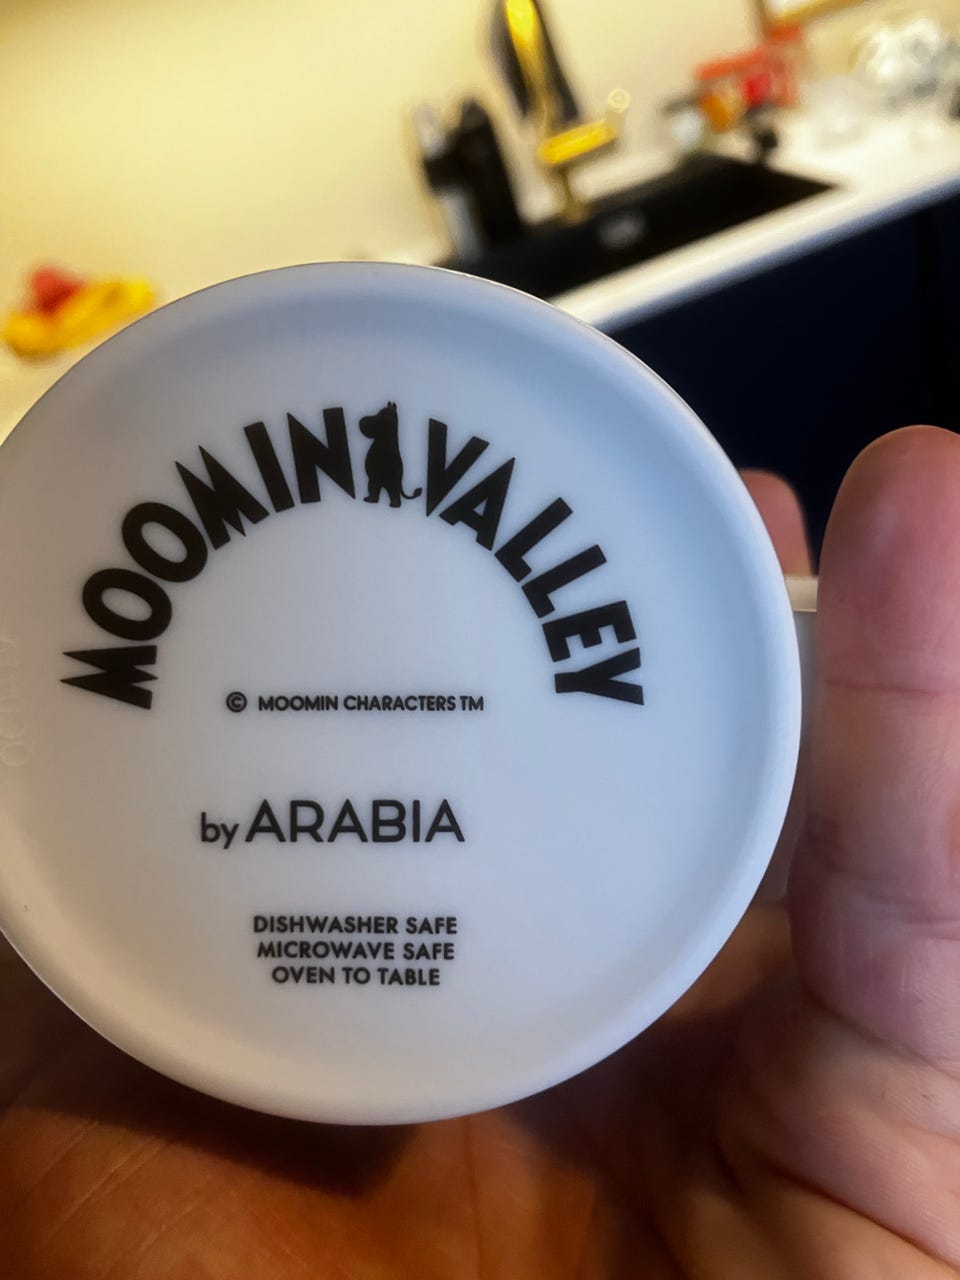 MOOMINVALLEY
© MOOMIN CHARACTERS TM
by ARABIA
DISHWASHER SAFE
MICROWAVE SAFE
OVEN TO TABLE